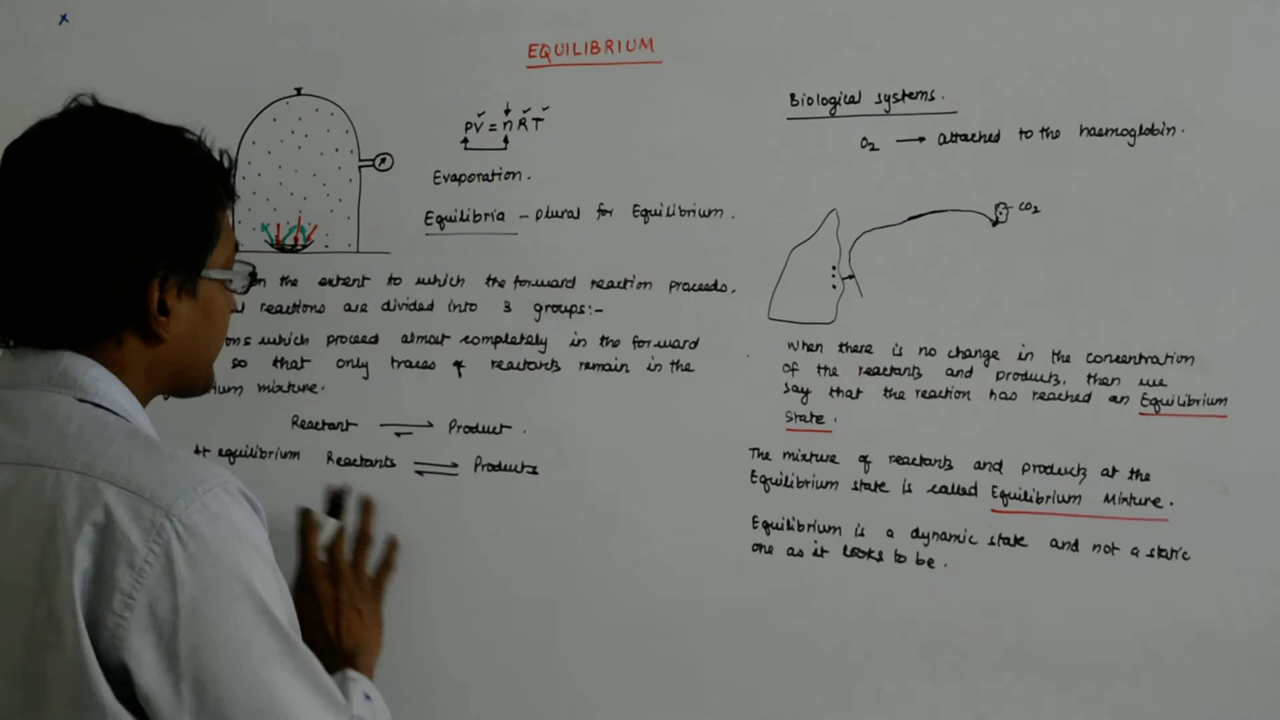 EQUILIBRIUM
PV = nRT
Evaporation.
Equilibria - plural for Equilibrium.
the extent to which the forward reaction proceeds.
reactions are divided into 3 groups:-
which proceed almost completely in the forward
so that only traces of reactants remain in the
mixture.
Reactant ⇌ Product.
At equilibrium Reactants ⇌ Products
Biological systems.
O2 → attached to the haemoglobin.
CO2
When there is no change in the concentration
of the reactants and products, then we
say that the reaction has reached an Equilibrium
State.
The mixture of reactants and products at the
Equilibrium state is called Equilibrium Mixture.
Equilibrium is a dynamic state and not a static
one as it looks to be.